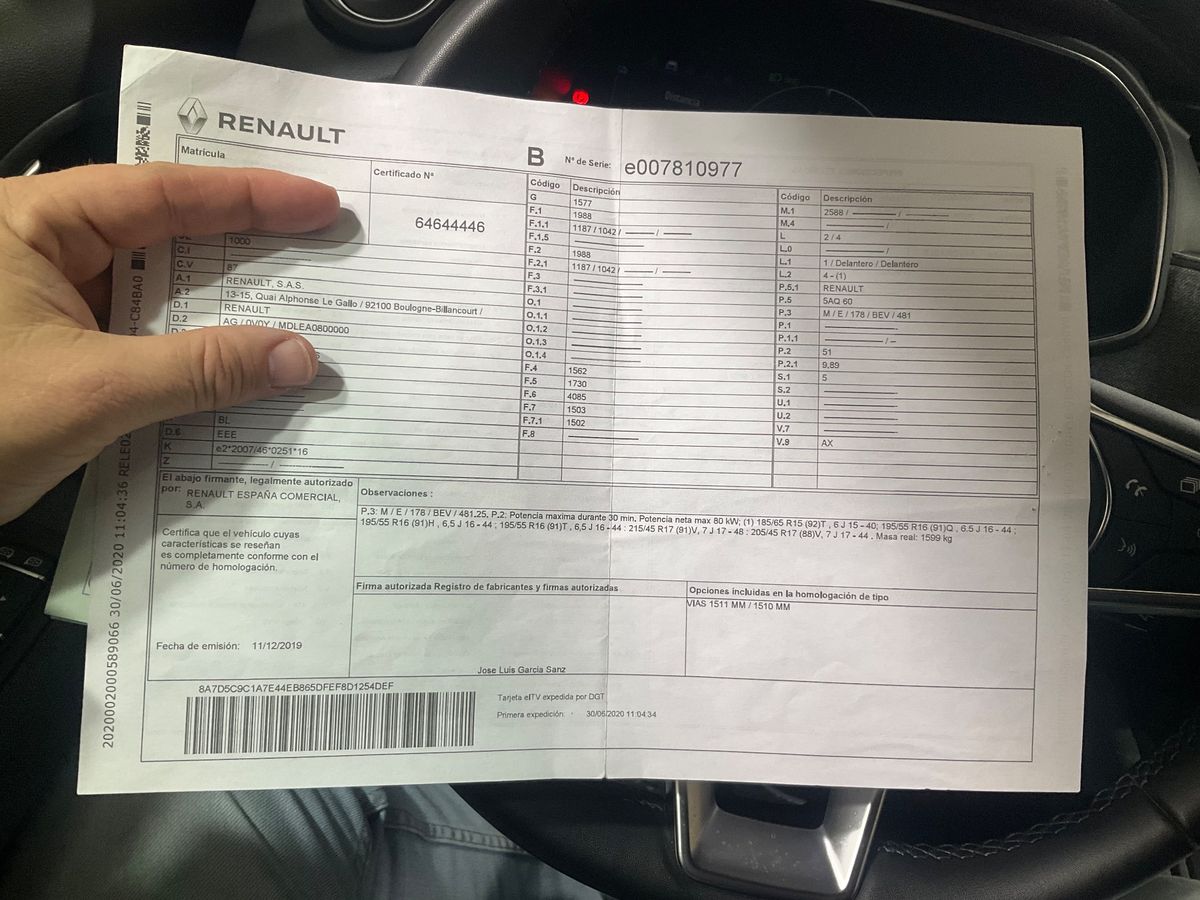 RENAULT
B Nº de Serie: e007810977
Matrícula
Certificado Nº
64644446
1000
C.I
C.V 87
A.1 RENAULT, S.A.S.
A.2 13-15, Quai Alphonse Le Gallo / 92100 Boulogne-Billancourt /
D.1 RENAULT
D.2 AG / 0V0Y / MDLEA0800000
BL
D.6 EEE
K e2*2007/46*0251*16
Z ———— / ————
Código Descripción
G 1577
F.1 1988
F.1.1 1187 / 1042 / ——— / ———
F.1.5 ————
F.2 1988
F.2.1 1187 / 1042 / ——— / ———
F.3 ————
F.3.1 ————
O.1 ————
O.1.1 ————
O.1.2 ————
O.1.3 ————
O.1.4 ————
F.4 1562
F.5 1730
F.6 4085
F.7 1503
F.7.1 1502
F.8 ————
Código Descripción
M.1 2588 / ———— / ————
M.4 ———— /
L 2 / 4
L.0 ———— /
L.1 1 / Delantero / Delantero
L.2 4 - (1)
P.5.1 RENAULT
P.5 5AQ 60
P.3 M / E / 178 / BEV / 481
P.1 ————
P.1.1 ———— / –
P.2 51
P.2.1 9,89
S.1 5
S.2 ————
U.1 ————
U.2 ————
V.7 ————
V.9 AX
El abajo firmante, legalmente autorizado
por: RENAULT ESPAÑA COMERCIAL,
S.A.
Certifica que el vehículo cuyas
características se reseñan
es completamente conforme con el
número de homologación.
Fecha de emisión: 11/12/2019
Observaciones :
P.3: M / E / 178 / BEV / 481,25, P.2: Potencia maxima durante 30 min. Potencia neta max 80 kW; (1) 185/65 R15 (92)T , 6 J 15 - 40; 195/55 R16 (91)Q , 6.5 J 16 - 44 ;
195/55 R16 (91)H , 6,5 J 16 - 44 ; 195/55 R16 (91)T , 6,5 J 16 - 44 : 215/45 R17 (91)V, 7 J 17 - 48 : 205/45 R17 (88)V, 7 J 17 - 44 . Masa real: 1599 kg
Firma autorizada Registro de fabricantes y firmas autorizadas
Jose Luis Garcia Sanz
Opciones incluidas en la homologación de tipo
VIAS 1511 MM / 1510 MM
8A7D5C9C1A7E44EB865DFEF8D1254DEF
Tarjeta eITV expedida por DGT
Primera expedición: 30/06/2020 11:04:34
2020002000589066 30/06/2020 11:04:36
Distancia